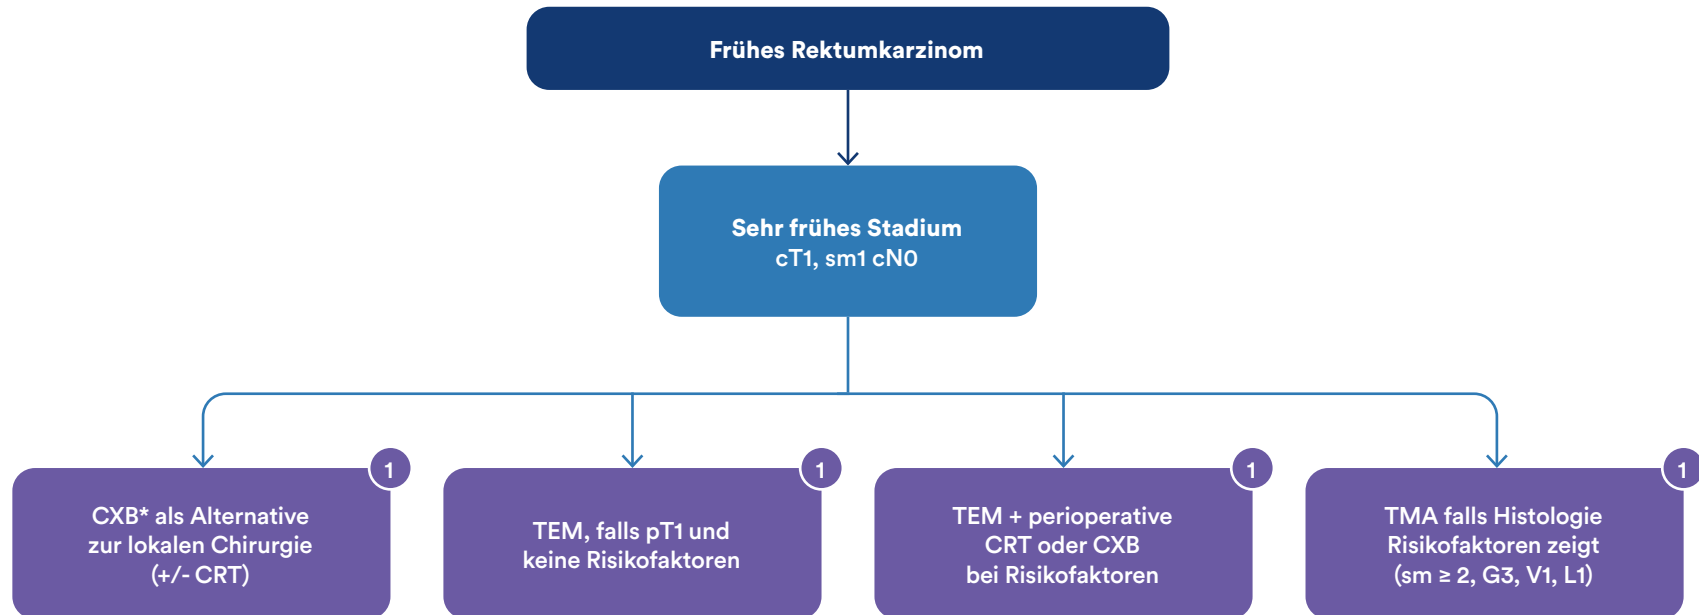 Frühes Rektumkarzinom
Sehr frühes Stadium
cT1, sm1 cN0
1
CXB* als Alternative
zur lokalen Chirurgie
(+/- CRT)
1
TEM, falls pT1 und
keine Risikofaktoren
1
TEM + perioperative
CRT oder CXB
bei Risikofaktoren
1
TMA falls Histologie
Risikofaktoren zeigt
(sm ≥ 2, G3, V1, L1)